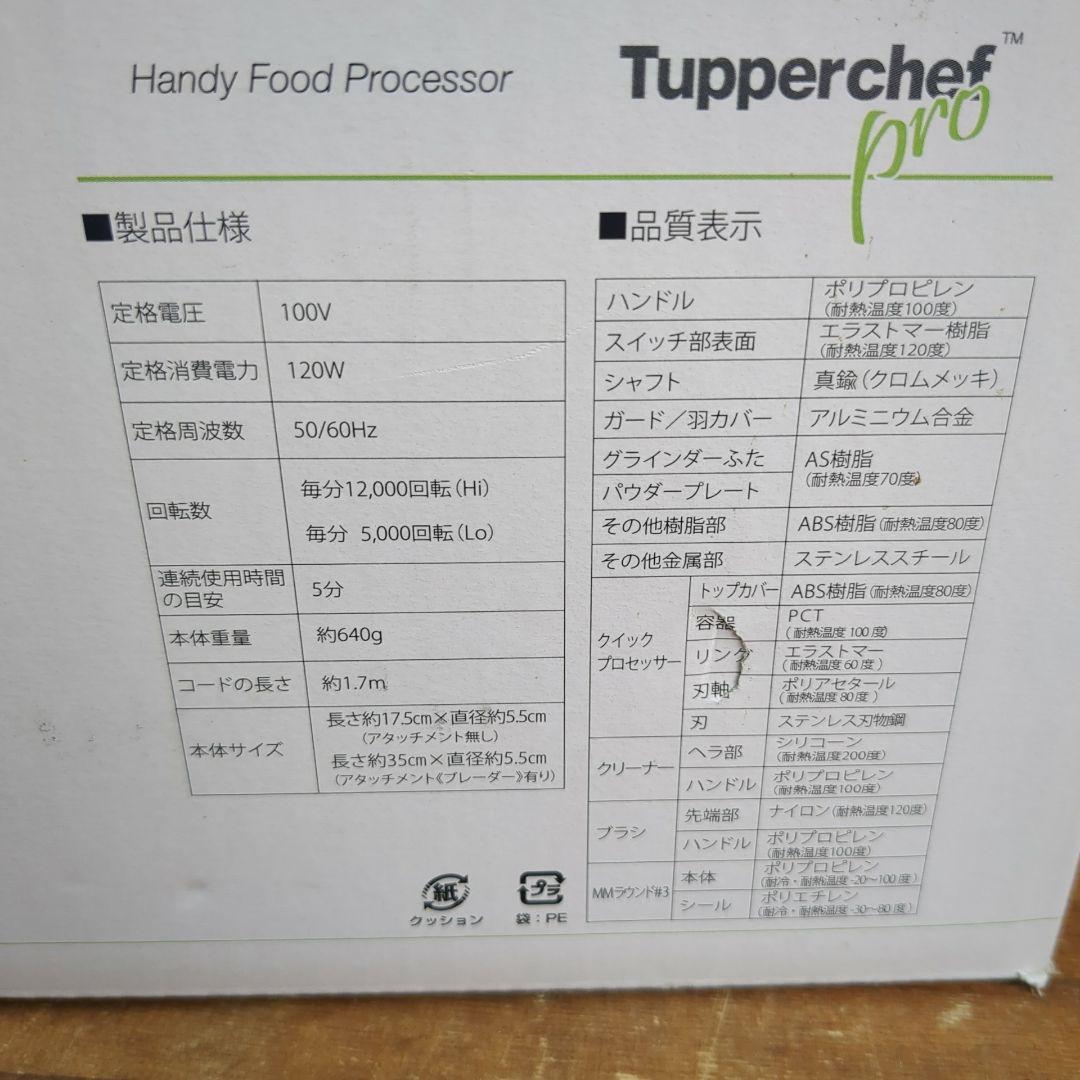 Handy Food Processor
Tupperchef™
pro
■製品仕様
定格電圧 100V
定格消費電力 120W
定格周波数 50/60Hz
回転数 毎分12,000回転(Hi)
毎分 5,000回転(Lo)
連続使用時間
の目安 5分
本体重量 約640g
コードの長さ 約1.7m
本体サイズ 長さ約17.5cm×直径約5.5cm
(アタッチメント無し)
長さ約35cm×直径約5.5cm
(アタッチメント《ブレーダー》有り)
紙
クッション
プラ
袋:PE
■品質表示
ハンドル ポリプロピレン
(耐熱温度100度)
スイッチ部表面 エラストマー樹脂
(耐熱温度120度)
シャフト 真鍮(クロムメッキ)
ガード/羽カバー アルミニウム合金
グラインダーふた AS樹脂
(耐熱温度70度)
パウダープレート
その他樹脂部 ABS樹脂(耐熱温度80度)
その他金属部 ステンレススチール
クイック
プロセッサー
トップカバー ABS樹脂(耐熱温度80度)
容器 PCT
(耐熱温度100度)
リング エラストマー
(耐熱温度60度)
刃軸 ポリアセタール
(耐熱温度80度)
刃 ステンレス刃物鋼
クリーナー
ヘラ部 シリコーン
(耐熱温度200度)
ハンドル ポリプロピレン
(耐熱温度100度)
ブラシ
先端部 ナイロン(耐熱温度120度)
ハンドル ポリプロピレン
(耐熱温度100度)
MMラウンド#3
本体 ポリプロピレン
(耐冷・耐熱温度-20〜100度)
シール ポリエチレン
(耐冷・耐熱温度-30〜80度)